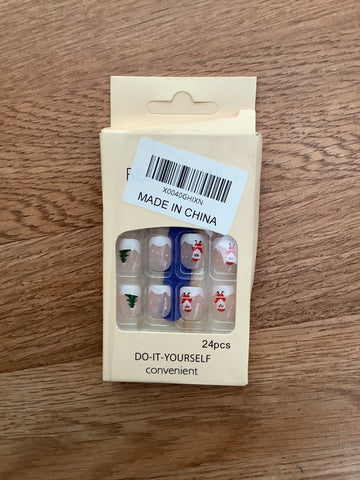 X0040GHIXN
MADE IN CHINA
24pcs
DO-IT-YOURSELF
convenient